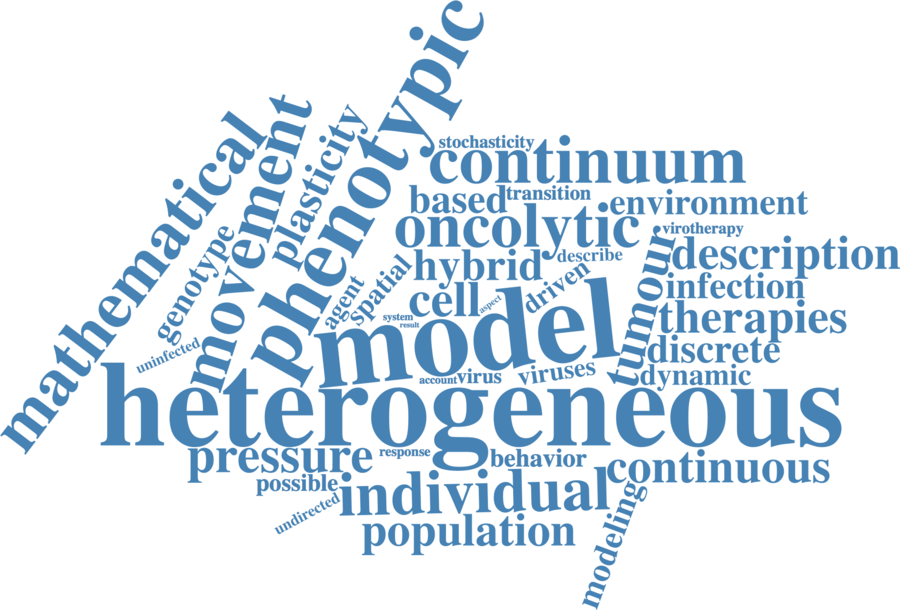 phenotypic
mathematical
movement
plasticity
stochasticity
continuum
based
transition
environment
oncolytic
virotherapy
genotype
describe
description
hybrid
spatial
agent
driven
tumour
infection
cell
aspect
system
result
model
therapies
uninfected
discrete
account
virus
viruses
dynamic
heterogeneous
pressure
response
behavior
continuous
possible
individual
undirected
population
modeling